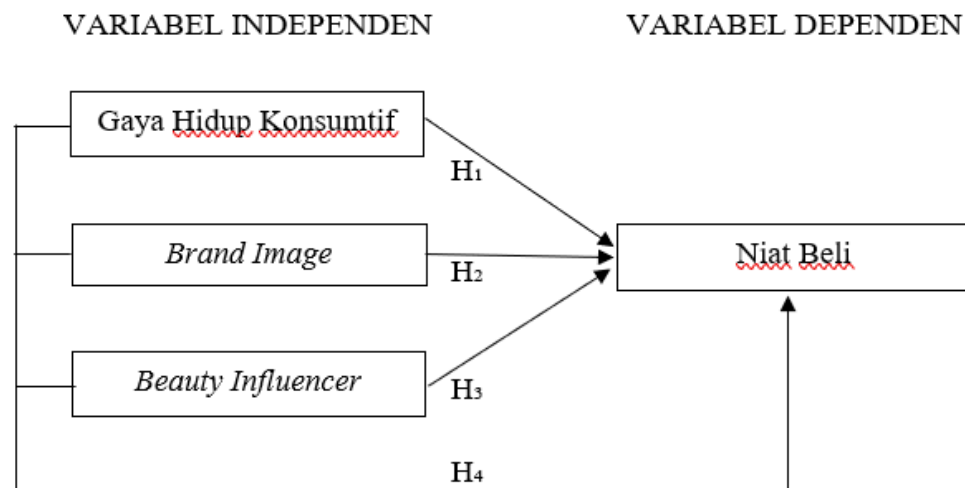 VARIABEL INDEPENDEN VARIABEL DEPENDEN
Gaya Hidup Konsumtif
H₁
Brand Image
H₂
Niat Beli
Beauty Influencer
H₃
H₄